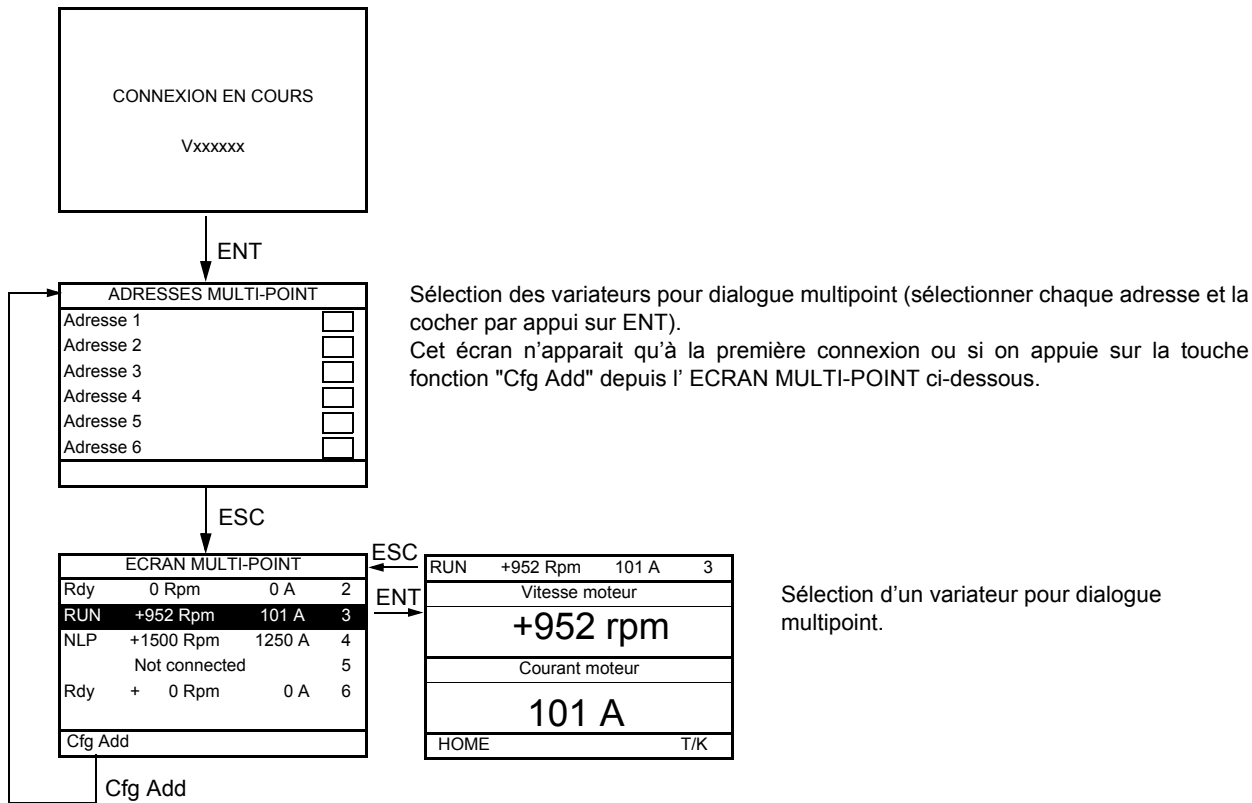 CONNEXION EN COURS
Vxxxxxx
ENT
ADRESSES MULTI-POINT
Adresse 1
Adresse 2
Adresse 3
Adresse 4
Adresse 5
Adresse 6
Sélection des variateurs pour dialogue multipoint (sélectionner chaque adresse et la
cocher par appui sur ENT).
Cet écran n'apparait qu'à la première connexion ou si on appuie sur la touche
fonction "Cfg Add" depuis l' ECRAN MULTI-POINT ci-dessous.
ESC
ECRAN MULTI-POINT
Rdy 0 Rpm 0 A 2
RUN +952 Rpm 101 A 3
NLP +1500 Rpm 1250 A 4
Not connected 5
Rdy + 0 Rpm 0 A 6
Cfg Add
Cfg Add
ESC
ENT
RUN +952 Rpm 101 A 3
Vitesse moteur
+952 rpm
Courant moteur
101 A
HOME T/K
Sélection d'un variateur pour dialogue
multipoint.